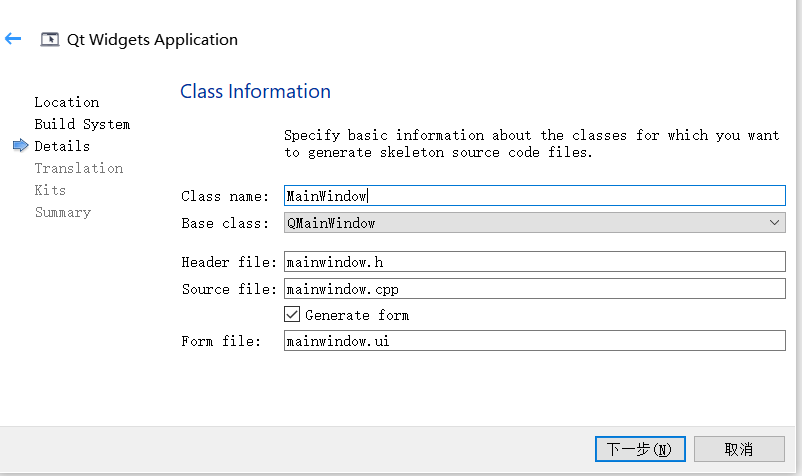 Qt Widgets Application
Location
Build System
Details
Translation
Kits
Summary
Class Information
Specify basic information about the classes for which you want
to generate skeleton source code files.
Class name: MainWindow
Base class: QMainWindow
Header file: mainwindow.h
Source file: mainwindow.cpp
Generate form
Form file: mainwindow.ui
下一步(N)
取消